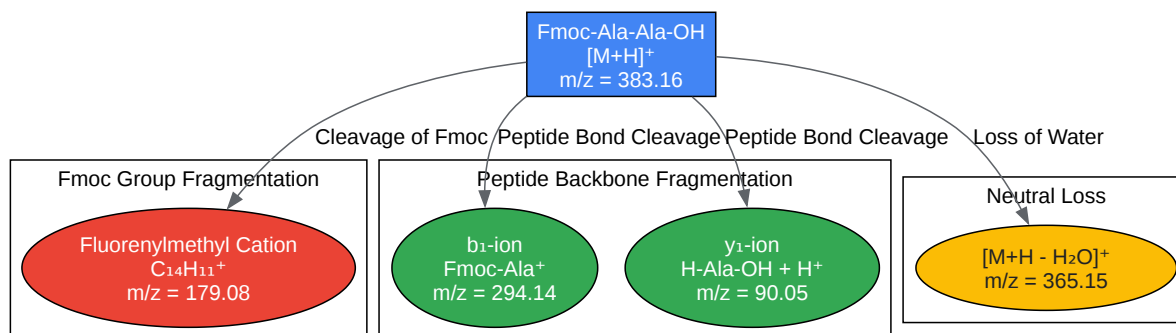 Fmoc-Ala-Ala-OH
[M+H]⁺
m/z = 383.16
Cleavage of Fmoc
Peptide Bond Cleavage
Peptide Bond Cleavage
Loss of Water
Fmoc Group Fragmentation
Fluorenylmethyl Cation
C₁₄H₁₁⁺
m/z = 179.08
Peptide Backbone Fragmentation
b₁-ion
Fmoc-Ala⁺
m/z = 294.14
y₁-ion
H-Ala-OH + H⁺
m/z = 90.05
Neutral Loss
[M+H - H₂O]⁺
m/z = 365.15